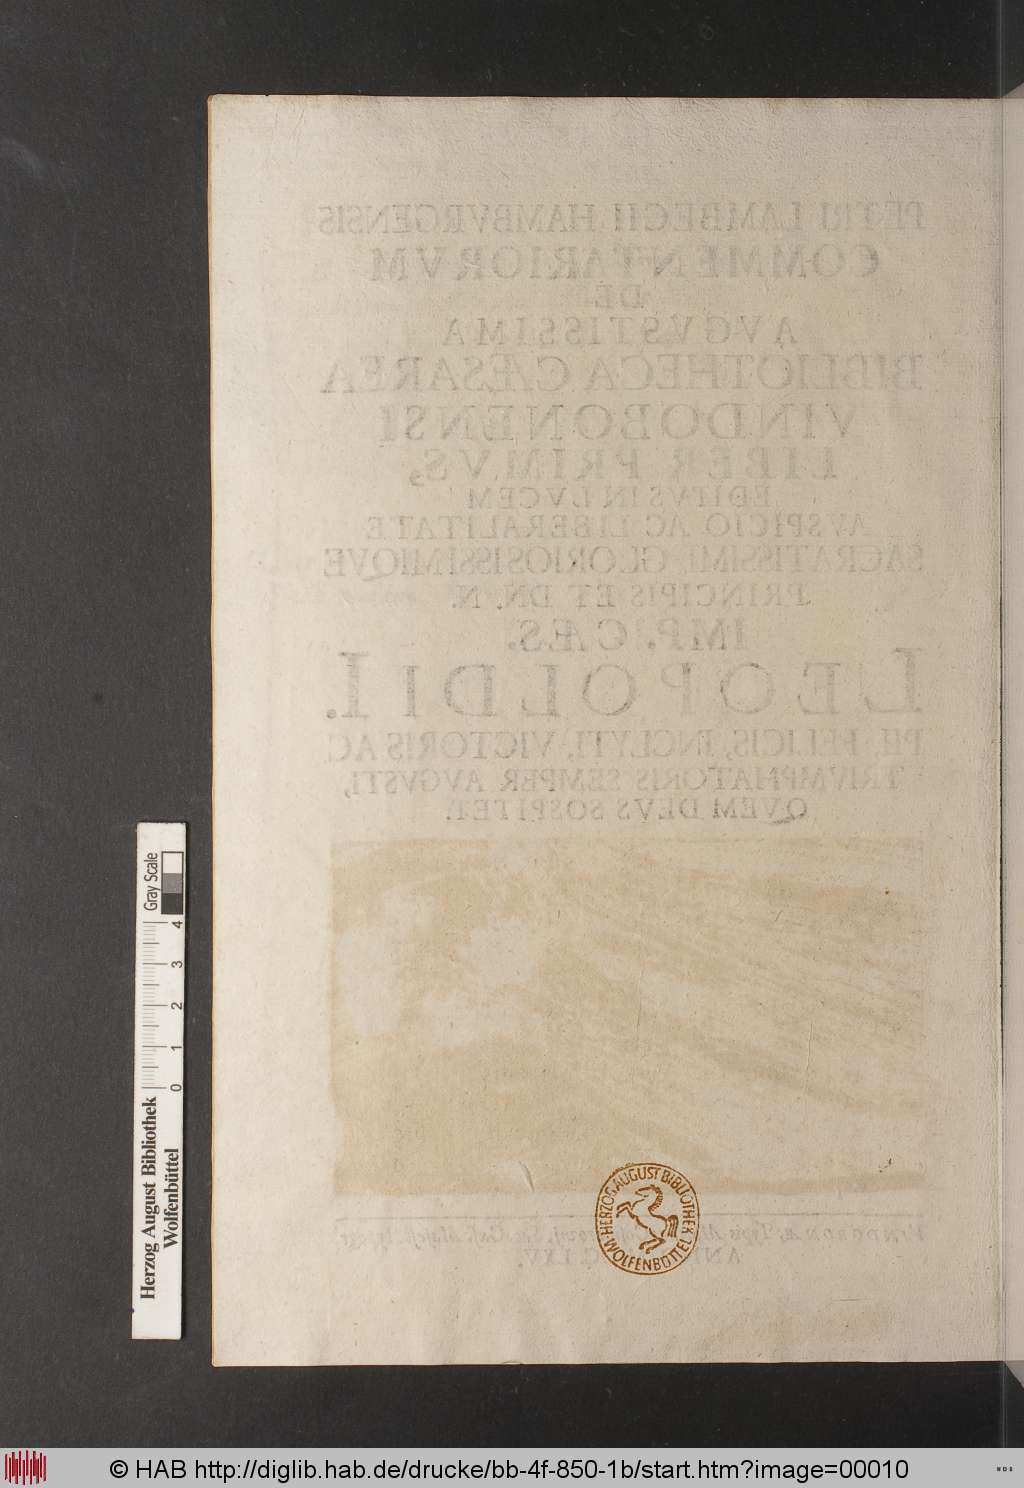 PETRI LAMBECII HAMBVRGENSIS
COMMENTARIORVM
DE
AVGVSTISSIMA
BIBLIOTHECA CÆSAREA
VINDOBONENSI
LIBER PRIMVS,
EDITVS IN LVCEM
AVSPICIO AC LIBERALITATE
SACRATISSIMI, GLORIOSISSIMIQVE
PRINCIPIS ET DN. N.
IMP. CÆS.
LEOPOLDI I.
PII, FELICIS, INCLYTI, VICTORIS AC
TRIVMPHATORIS SEMPER AVGVSTI,
QVEM DEVS SOSPITET.
VINDOBONÆ, Typis
HERZOG AUGUST BIBLIOTHEK
WOLFENBÜTTEL
Herzog August Bibliothek
Wolfenbüttel
0 1 2 3 4
Gray Scale
© HAB http://diglib.hab.de/drucke/bb-4f-850-1b/start.htm?image=00010